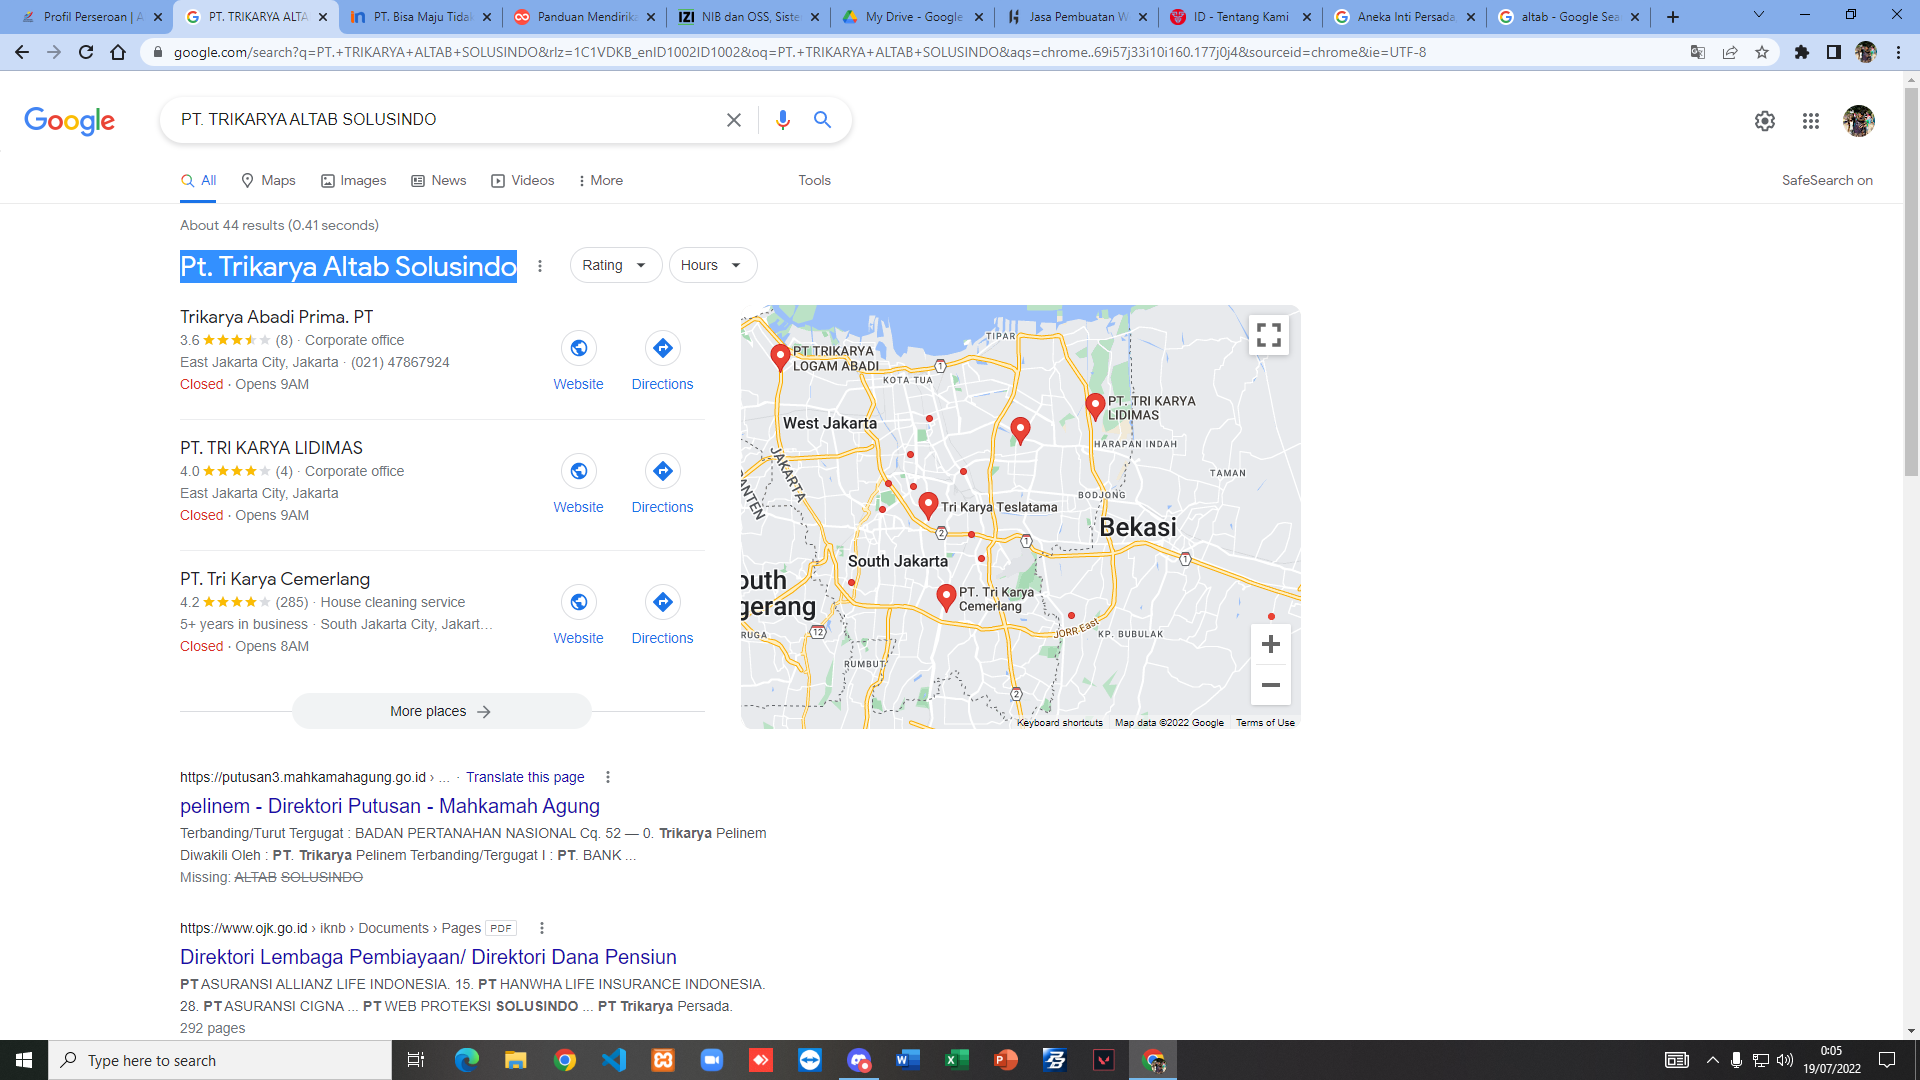 Profil Perseroan | A
PT. TRIKARYA ALTA
PT. Bisa Maju Tidak
Panduan Mendirika
NIB dan OSS, Siste
My Drive - Google
Jasa Pembuatan W
ID - Tentang Kami
Aneka Inti Persada
altab - Google Sea
google.com/search?q=PT.+TRIKARYA+ALTAB+SOLUSINDO&rlz=1C1VDKB_enID1002ID1002&oq=PT.+TRIKARYA+ALTAB+SOLUSINDO&aqs=chrome..69i57j33i10i160.177j0j4&sourceid=chrome&ie=UTF-8
Google
PT. TRIKARYA ALTAB SOLUSINDO
All
Maps
Images
News
Videos
More
Tools
SafeSearch on
About 44 results (0.41 seconds)
Pt. Trikarya Altab Solusindo
Rating
Hours
Trikarya Abadi Prima. PT
3.6 (8) · Corporate office
East Jakarta City, Jakarta · (021) 47867924
Closed · Opens 9AM
Website
Directions
PT. TRI KARYA LIDIMAS
4.0 (4) · Corporate office
East Jakarta City, Jakarta
Closed · Opens 9AM
Website
Directions
PT. Tri Karya Cemerlang
4.2 (285) · House cleaning service
5+ years in business · South Jakarta City, Jakart...
Closed · Opens 8AM
Website
Directions
More places
TIPAR
PT TRIKARYA
LOGAM ABADI
1
KOTA TUA
PT. TRI KARYA
LIDIMAS
West Jakarta
HARAPAN INDAH
JAKARTA
ANTEN
TAMAN
BODJONG
Tri Karya Teslatama
Bekasi
2
1
1
South Jakarta
outh
gerang
PT. Tri Karya
Cemerlang
12
RUGA
JORR East
KP. BUBULAK
RUMBUT
2
Keyboard shortcuts
Map data ©2022 Google
Terms of Use
https://putusan3.mahkamahagung.go.id › ... · Translate this page
pelinem - Direktori Putusan - Mahkamah Agung
Terbanding/Turut Tergugat : BADAN PERTANAHAN NASIONAL Cq. 52 — 0. Trikarya Pelinem
Diwakili Oleh : PT. Trikarya Pelinem Terbanding/Tergugat I : PT. BANK ...
Missing: ALTAB SOLUSINDO
https://www.ojk.go.id › iknb › Documents › Pages PDF
Direktori Lembaga Pembiayaan/ Direktori Dana Pensiun
PT ASURANSI ALLIANZ LIFE INDONESIA. 15. PT HANWHA LIFE INSURANCE INDONESIA.
28. PT ASURANSI CIGNA ... PT WEB PROTEKSI SOLUSINDO ... PT Trikarya Persada.
292 pages
Type here to search
0:05
19/07/2022